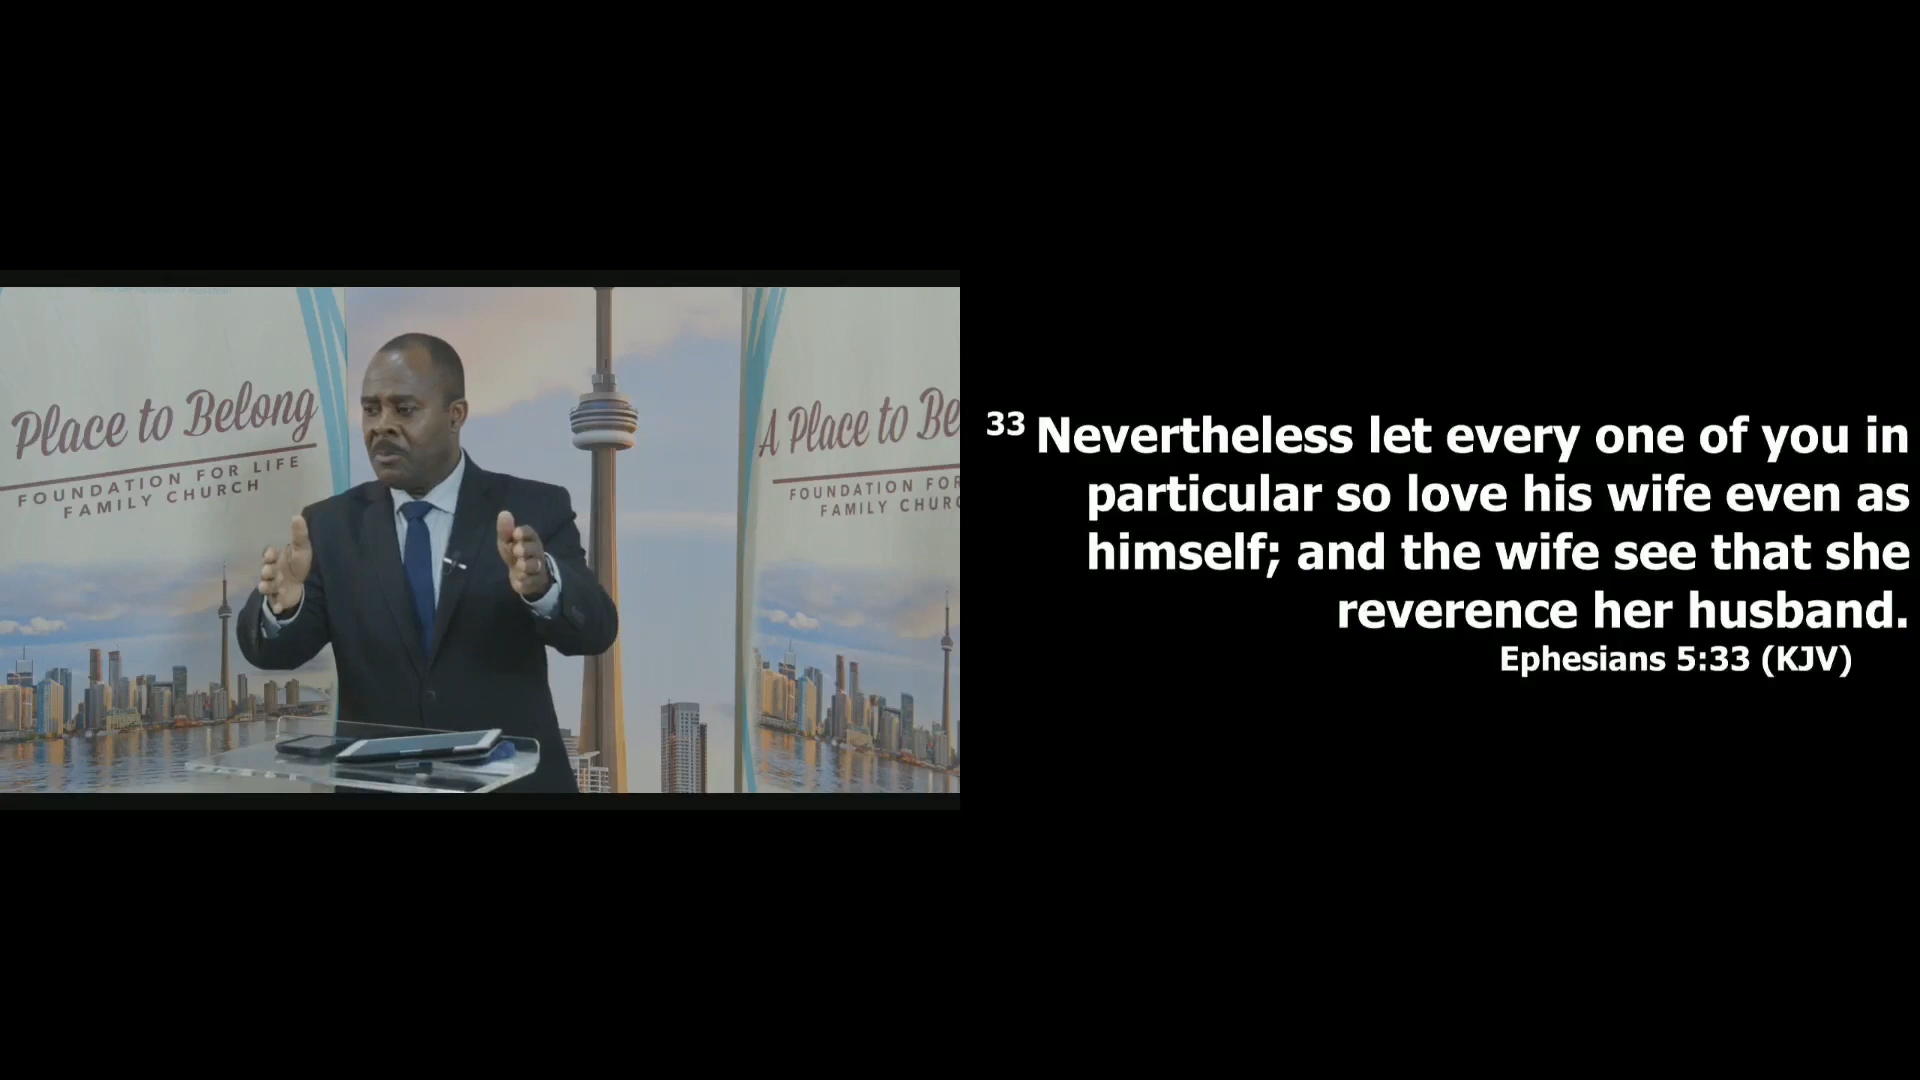 Place to Belong
FOUNDATION FOR LIFE
FAMILY CHURCH
A Place to Be
FOUNDATION FOR
FAMILY CHURC
33 Nevertheless let every one of you in
particular so love his wife even as
himself; and the wife see that she
reverence her husband.
Ephesians 5:33 (KJV)